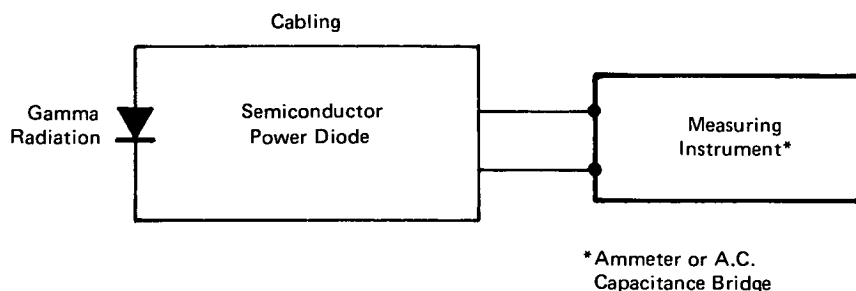 Cabling
Gamma
Radiation
Semiconductor
Power Diode
Measuring
Instrument*
*Ammeter or A.C.
Capacitance Bridge